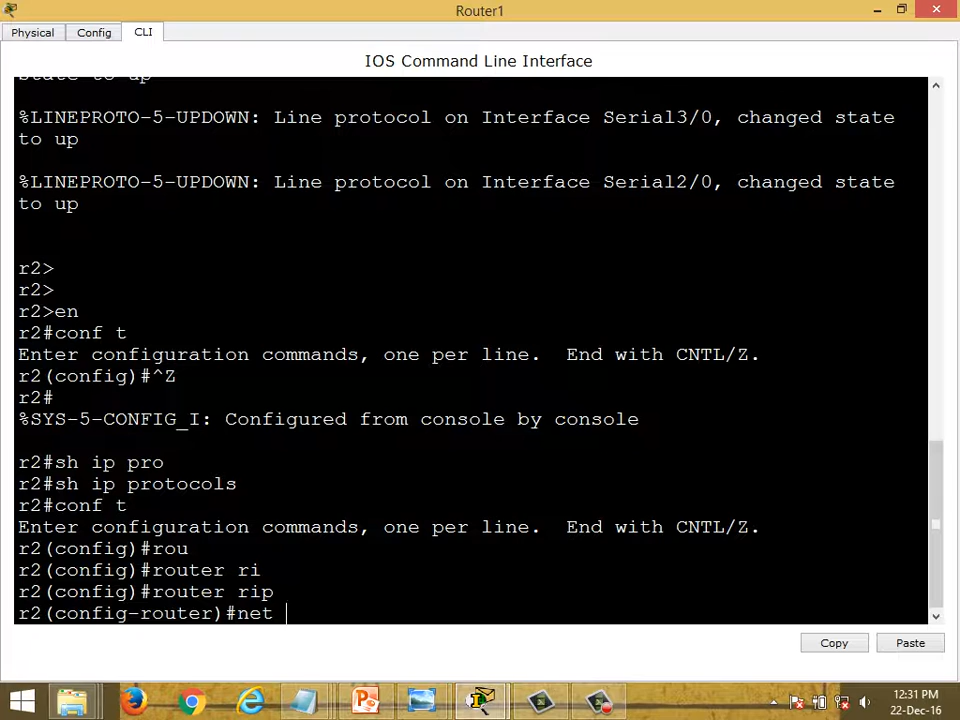 Router1
Physical Config CLI
IOS Command Line Interface
state to up
%LINEPROTO-5-UPDOWN: Line protocol on Interface Serial3/0, changed state
to up
%LINEPROTO-5-UPDOWN: Line protocol on Interface Serial2/0, changed state
to up
r2>
r2>
r2>en
r2#conf t
Enter configuration commands, one per line.  End with CNTL/Z.
r2(config)#^Z
r2#
%SYS-5-CONFIG_I: Configured from console by console
r2#sh ip pro
r2#sh ip protocols
r2#conf t
Enter configuration commands, one per line.  End with CNTL/Z.
r2(config)#rou
r2(config)#router ri
r2(config)#router rip
r2(config-router)#net
Copy Paste
12:31 PM
22-Dec-16